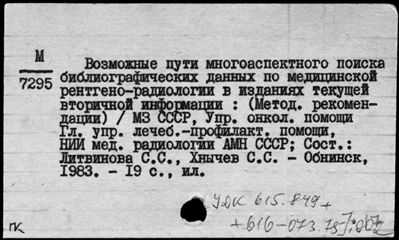 М
7295
Возможные пути многоаспектного поиска
библиографических данных по медицинской
рентгено-радиологии в изданиях текущей
вторичной информации : (Метод. рекомен-
дации) / МЗ СССР, Упр. онкол. помощи
Гл. упр. лечеб.-профилакт. помощи,
НИИ мед. радиологии АМН СССР; Сост.:
Литвинова С.С., Хнычев С.С. - Обнинск,
1983. - 19 с., ил.
УДК 615.849+
+616-073.75]:002
ПК